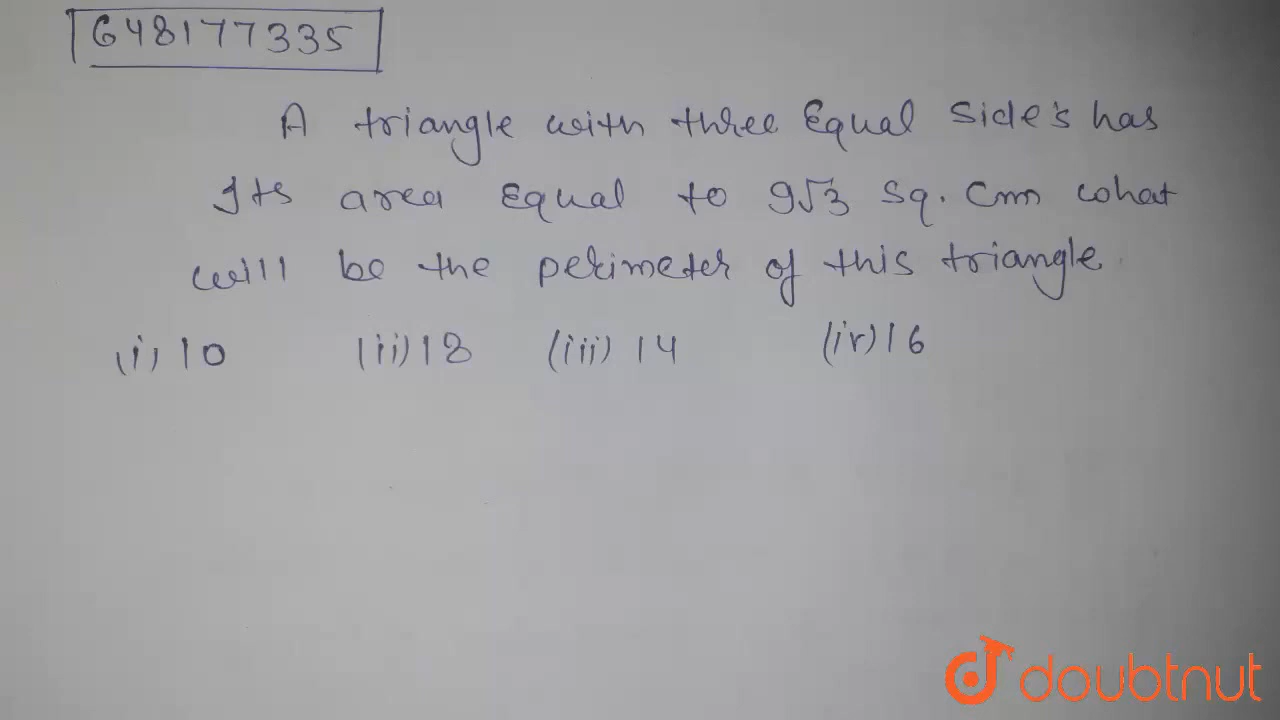 648177335
A triangle with three Equal Side's has
Its area Equal to 9√3 Sq. Cm what
will be the perimeter of this triangle
(i) 10 (ii) 18 (iii) 14 (iv) 16
doubtnut